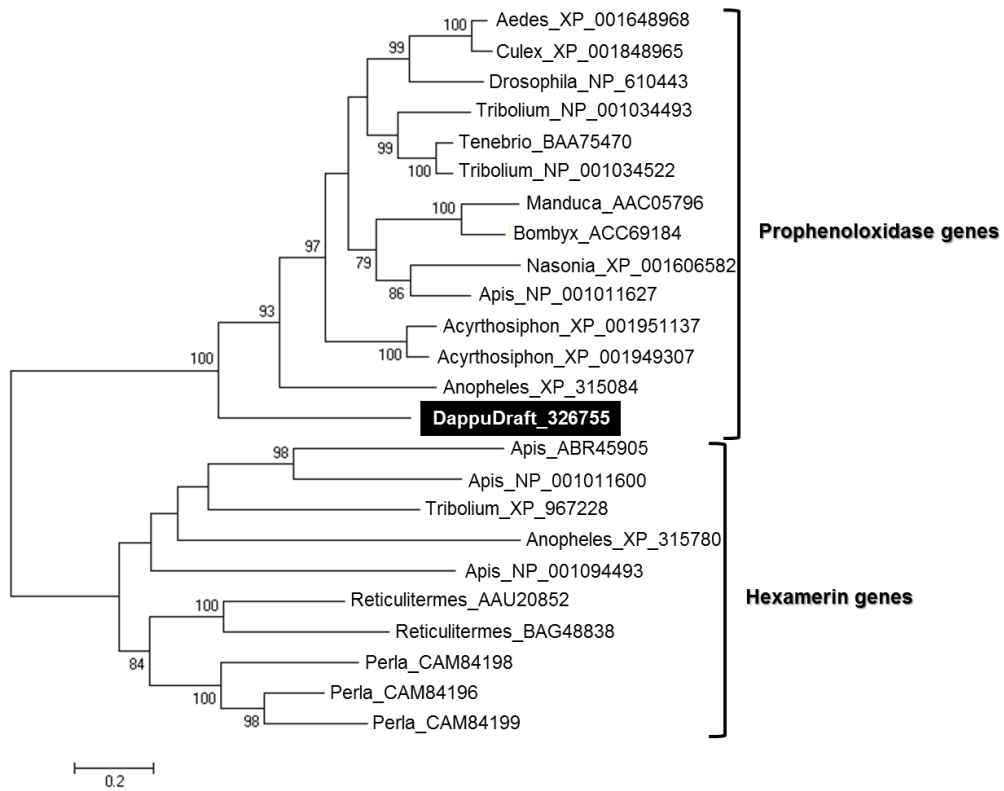 100
Aedes_XP_001648968
99
Culex_XP_001848965
Drosophila_NP_610443
Tribolium_NP_001034493
99
Tenebrio_BAA75470
100
Tribolium_NP_001034522
100
Manduca_AAC05796
Bombyx_ACC69184
Prophenoloxidase genes
97
79
Nasonia_XP_001606582
86
Apis_NP_001011627
93
Acyrthosiphon_XP_001951137
100
Acyrthosiphon_XP_001949307
100
Anopheles_XP_315084
DappuDraft_326755
98
Apis_ABR45905
Apis_NP_001011600
Tribolium_XP_967228
Anopheles_XP_315780
Apis_NP_001094493
Hexamerin genes
100
Reticulitermes_AAU20852
Reticulitermes_BAG48838
84
Perla_CAM84198
100
Perla_CAM84196
98
Perla_CAM84199
0.2